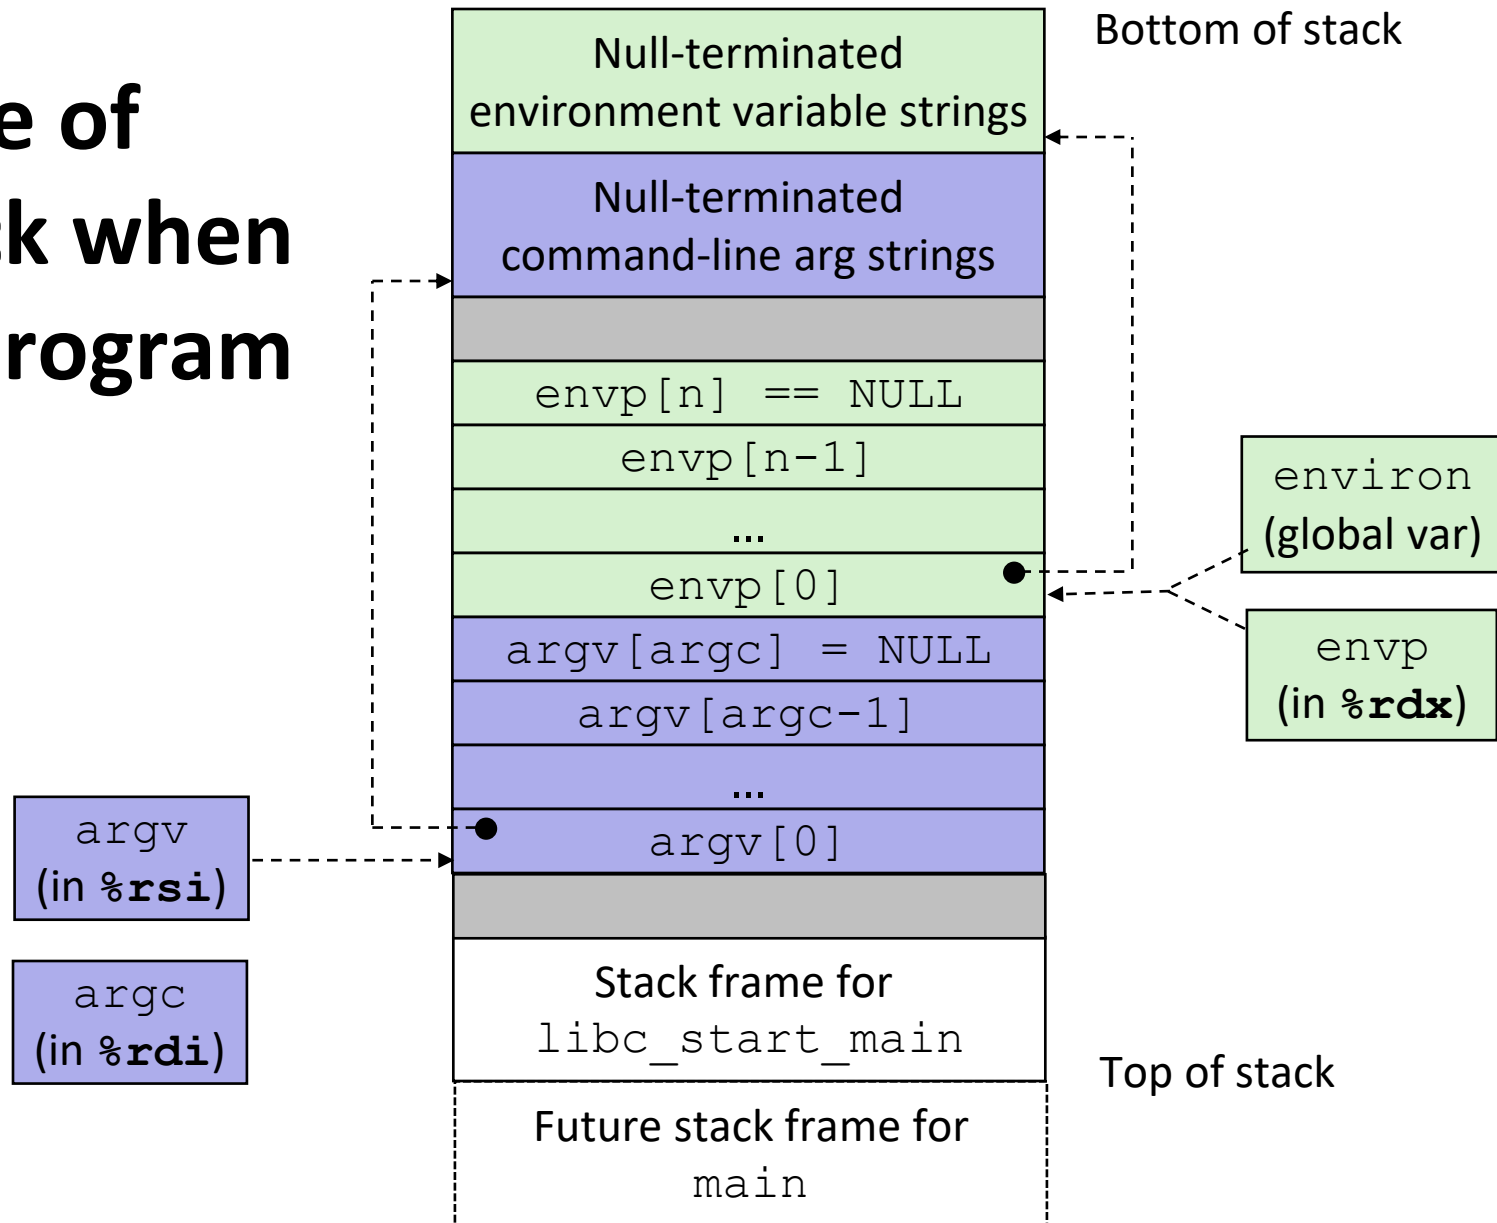 e of
ck when
rogram
Bottom of stack
Null-terminated
environment variable strings
Null-terminated
command-line arg strings
envp[n] == NULL
envp[n-1]
...
envp[0]
argv[argc] = NULL
argv[argc-1]
...
argv[0]
environ
(global var)
envp
(in %rdx)
argv
(in %rsi)
argc
(in %rdi)
Stack frame for
libc_start_main
Top of stack
Future stack frame for
main